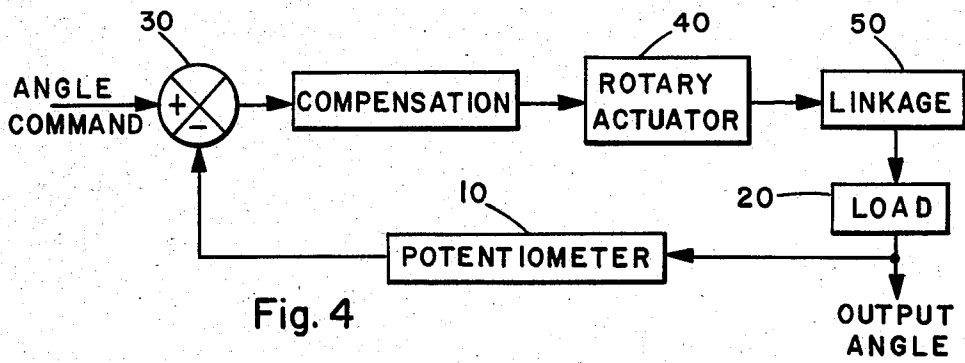 30
40
50
ANGLE
COMMAND
+
-
COMPENSATION
ROTARY
ACTUATOR
LINKAGE
20
LOAD
10
POTENTIOMETER
OUTPUT
ANGLE
Fig. 4